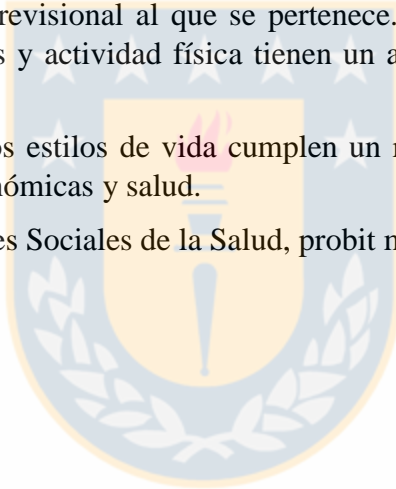 revisional al que se pertenece.
s y actividad física tienen un a
os estilos de vida cumplen un r
nómicas y salud.
es Sociales de la Salud, probit m